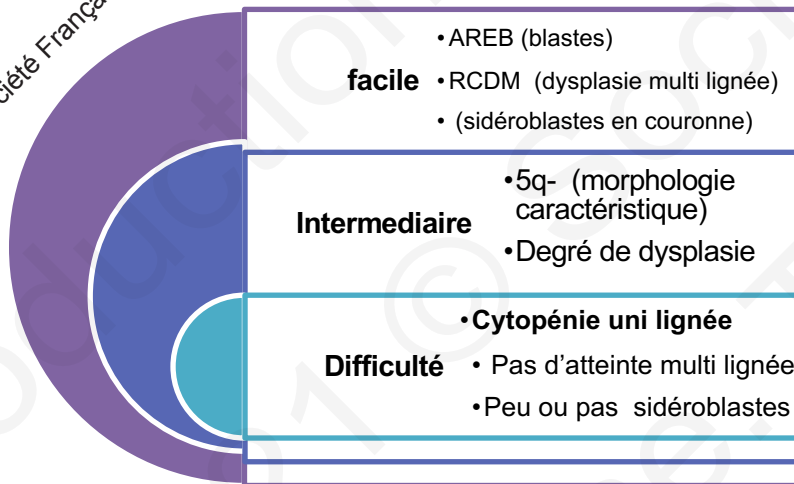 ciété França
• AREB (blastes)
facile • RCDM (dysplasie multi lignée)
• (sidéroblastes en couronne)
•5q- (morphologie
caractéristique)
Intermediaire
•Degré de dysplasie
•Cytopénie uni lignée
Difficulté • Pas d’atteinte multi lignée
•Peu ou pas sidéroblastes